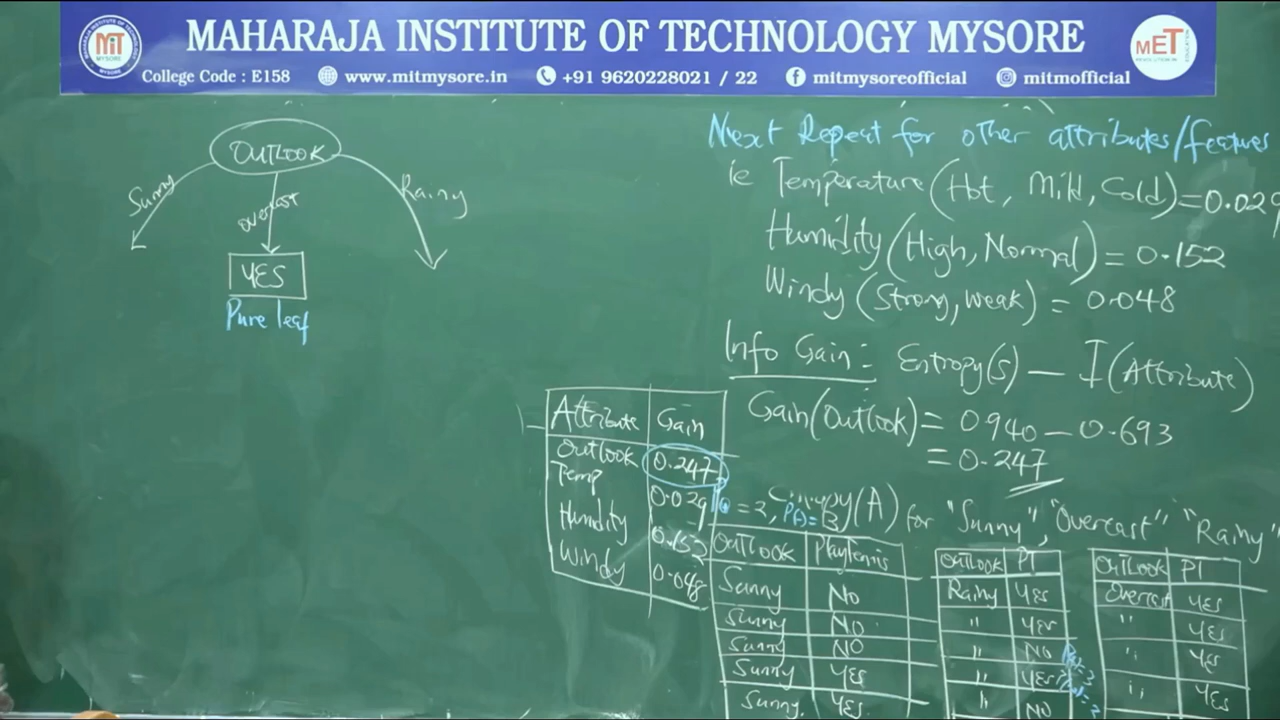 MAHARAJA INSTITUTE OF TECHNOLOGY MYSORE
MiT
MYSORE
MET
College Code : E158 www.mitmysore.in +91 9620228021 / 22 mitmysoreofficial mitmofficial
OUTLOOK
Sunny
overcast
Rainy
YES
Pure leaf
Next Repeat for other attributes/features
ie Temperature (Hot, Mild, Cold) = 0.029
Humidity (High, Normal) = 0.152
Windy (Strong, weak) = 0.048
Info Gain: Entropy(s) — I(Attribute)
Gain(Outlook) = 0.940 — 0.693
= 0.247
Attribute Gain
Outlook 0.247
Temp 0.029
Humidity 0.152
Windy 0.048
= 2, P(A)= 3
(A) for "Sunny", "Overcast" "Rainy"
OUTLOOK PlayTennis
Sunny No
Sunny NO
Sunny NO
Sunny YES
Sunny. YES
OUTLOOK PT
Rainy YES
" YES
" NO
" YES
" NO
OUTLOOK PT
Overcast YES
" YES
" YES
" YES